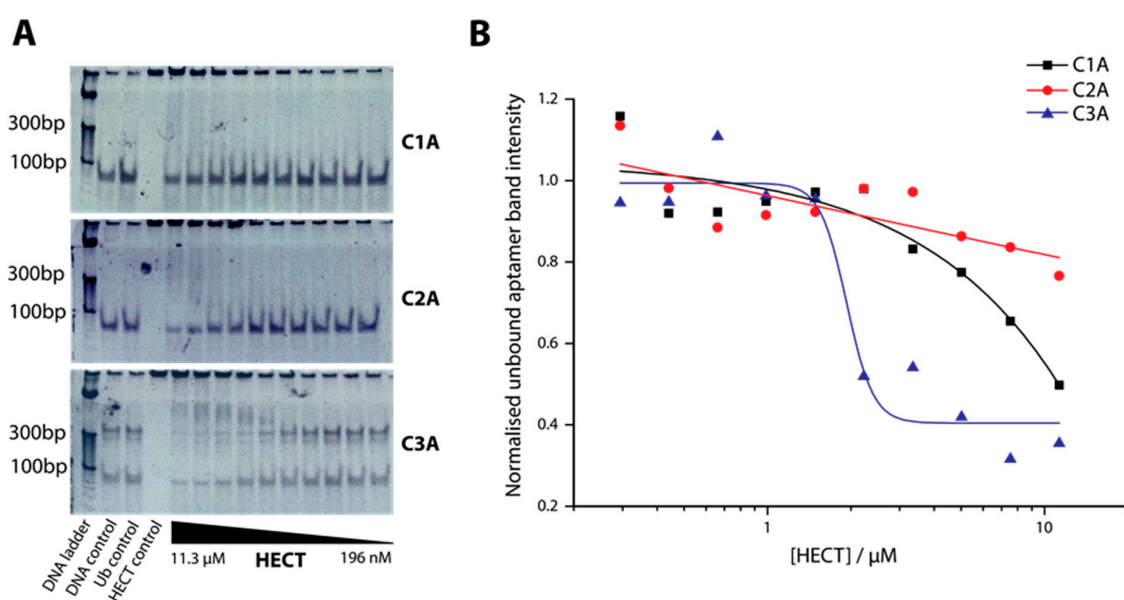 A
300bp
100bp
C1A
300bp
100bp
C2A
300bp
100bp
C3A
DNA ladder
DNA control
Ub control
HECT control
11.3 μM
HECT
196 nM
B
C1A
C2A
C3A
Normalised unbound aptamer band intensity
1.2
1.0
0.8
0.6
0.4
0.2
1
10
[HECT] / μM